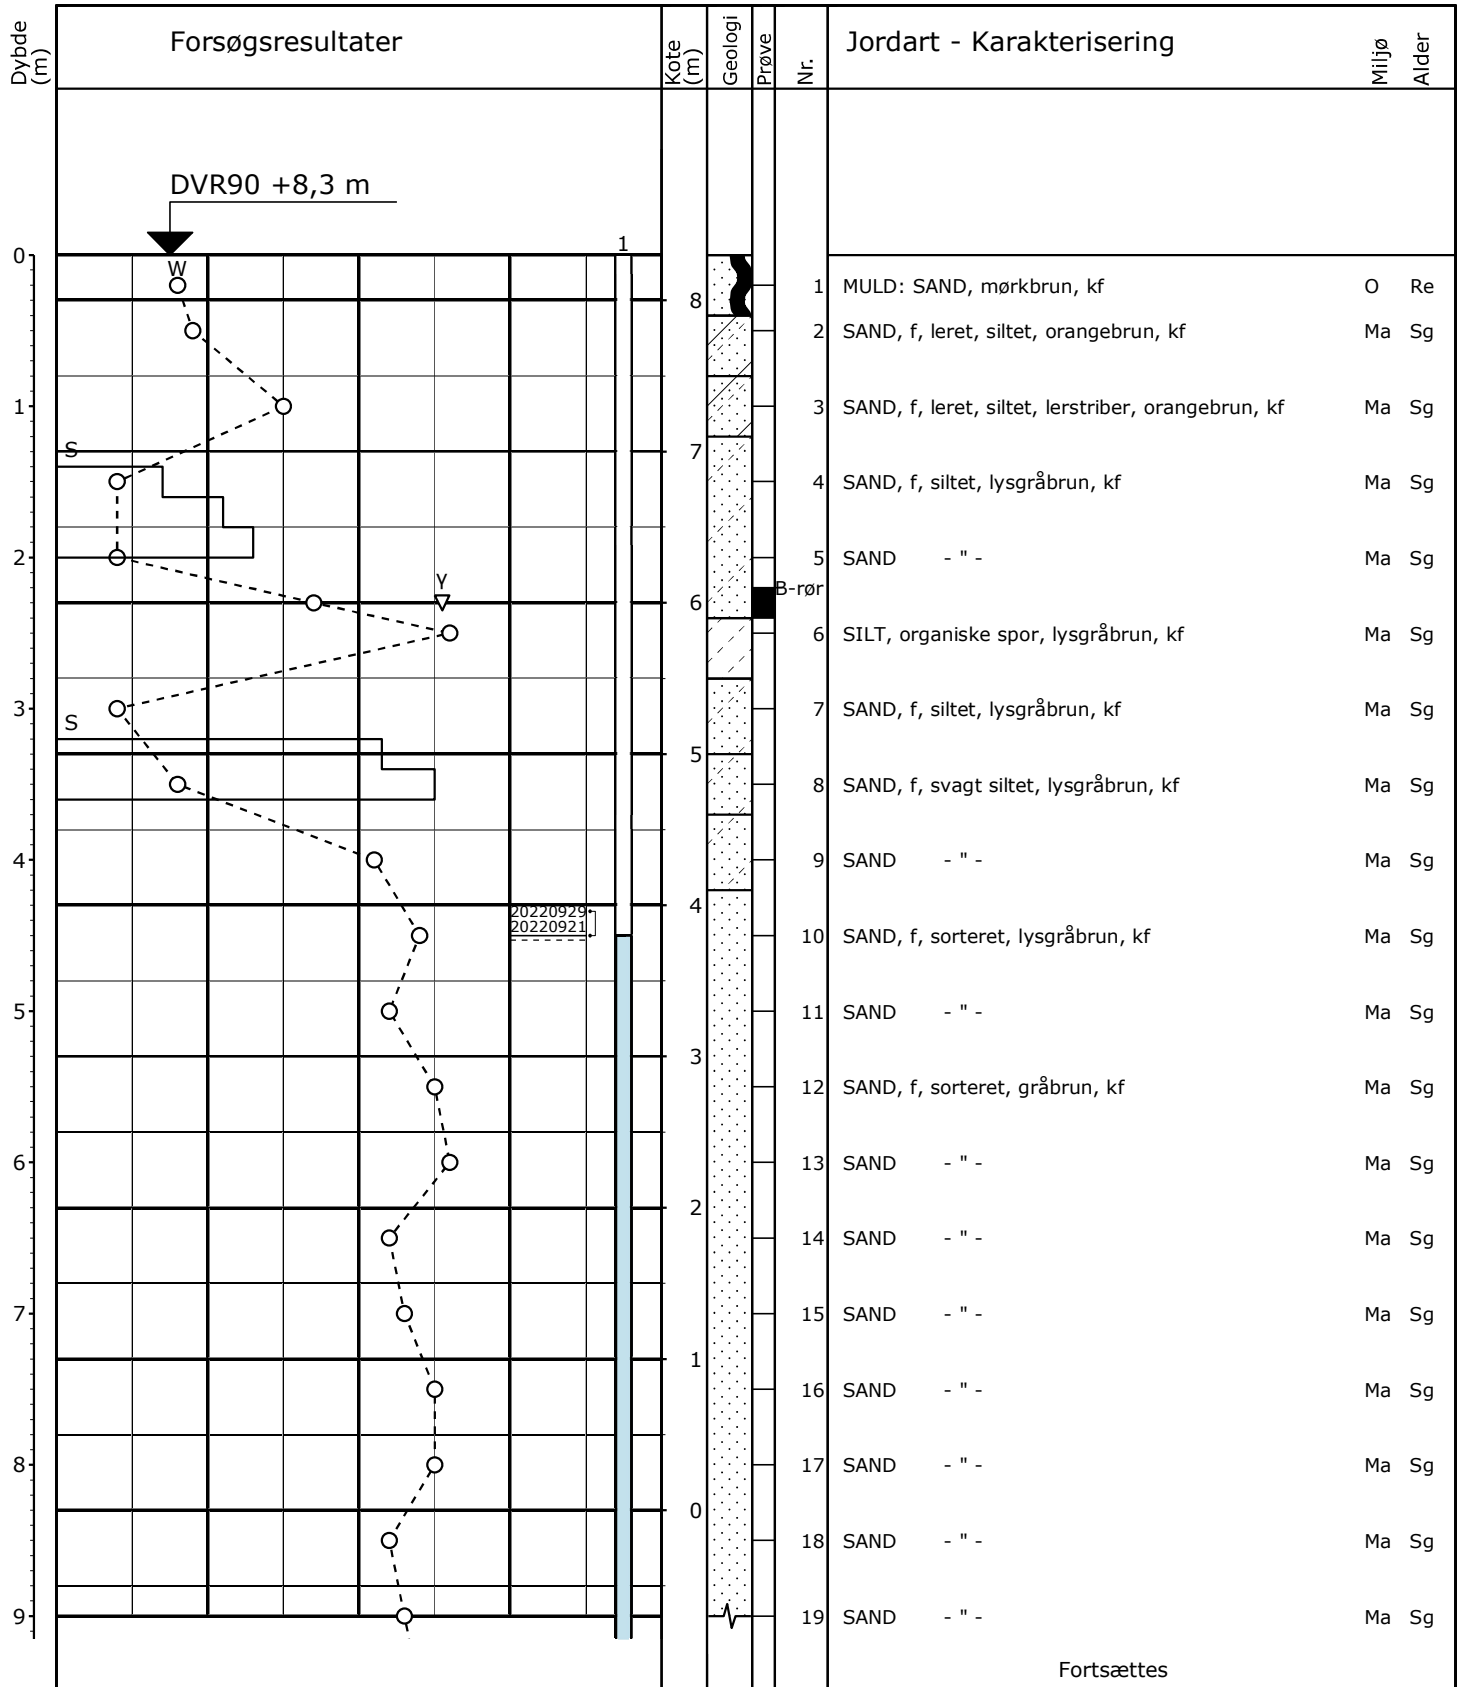 Dybde (m) Forsøgsresultater Kote (m) Geologi Prøve Nr. Jordart - Karakterisering Miljø Alder
DVR90 +8,3 m
1
0
W
1 MULD: SAND, mørkbrun, kf O Re
8
2 SAND, f, leret, siltet, orangebrun, kf Ma Sg
1 3 SAND, f, leret, siltet, lerstriber, orangebrun, kf Ma Sg
S 7
4 SAND, f, siltet, lysgråbrun, kf Ma Sg
2 5 SAND - " - Ma Sg
γ B-rør
6
6 SILT, organiske spor, lysgråbrun, kf Ma Sg
3 7 SAND, f, siltet, lysgråbrun, kf Ma Sg
S
5
8 SAND, f, svagt siltet, lysgråbrun, kf Ma Sg
4 9 SAND - " - Ma Sg
4
20220929
20220921
10 SAND, f, sorteret, lysgråbrun, kf Ma Sg
5 11 SAND - " - Ma Sg
3
12 SAND, f, sorteret, gråbrun, kf Ma Sg
6 13 SAND - " - Ma Sg
2
14 SAND - " - Ma Sg
7 15 SAND - " - Ma Sg
1
16 SAND - " - Ma Sg
8 17 SAND - " - Ma Sg
0
18 SAND - " - Ma Sg
9 19 SAND - " - Ma Sg
Fortsættes